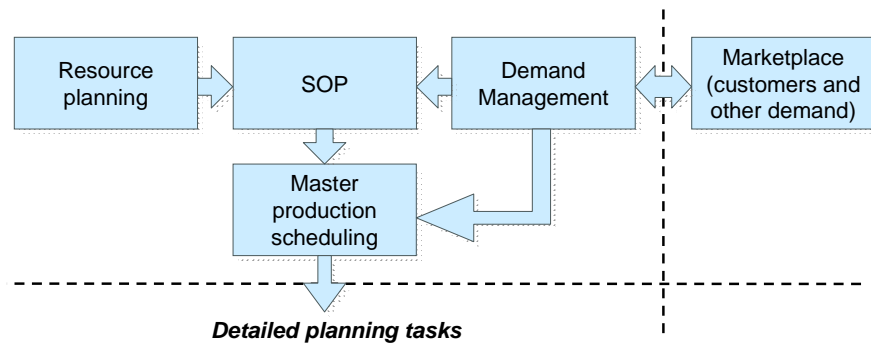 Resource
planning
SOP
Demand
Management
Marketplace
(customers and
other demand)
Master
production
scheduling
Detailed planning tasks